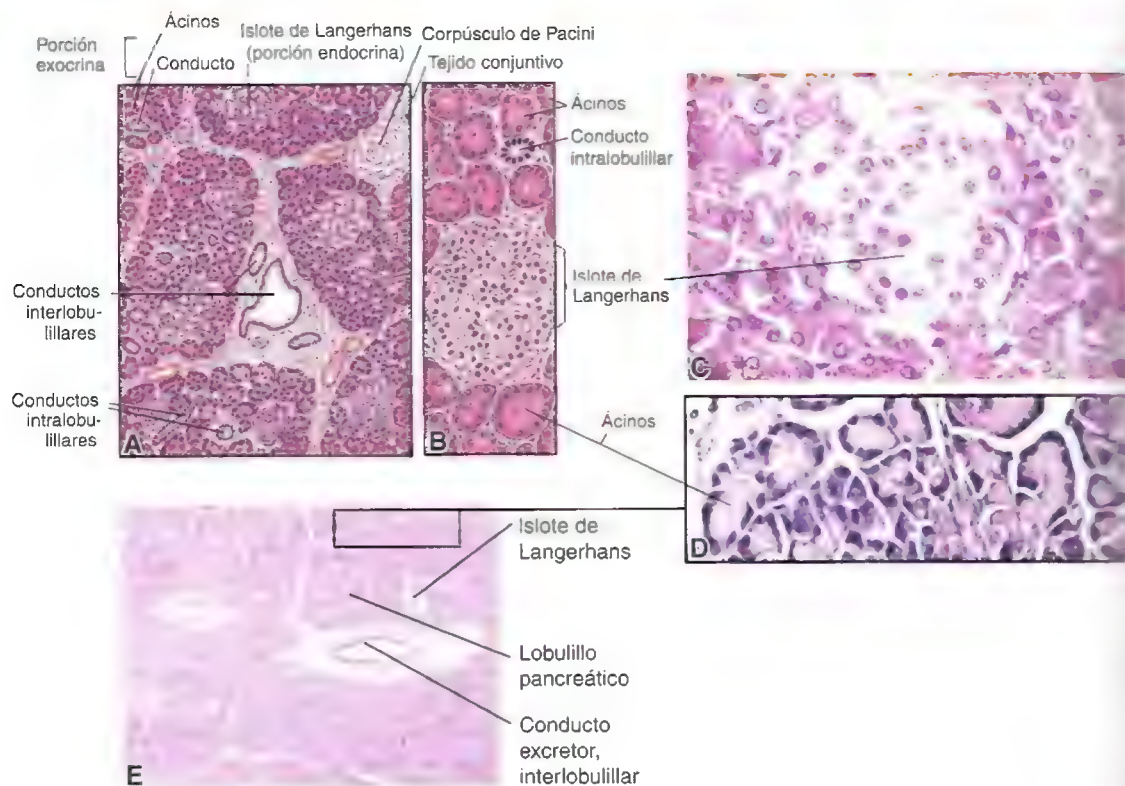 Ácinos
Porción
exocrina
Conducto
Islote de Langerhans
(porción endocrina)
Corpúsculo de Pacini
Tejido conjuntivo
Ácinos
Conducto
intralobulillar
Conductos
interlobu-
lillares
Islote de
Langerhans
Conductos
intralobu-
lillares
Ácinos
A
B
C
D
Islote de
Langerhans
Lobulillo
pancreático
Conducto
excretor,
interlobulillar
E